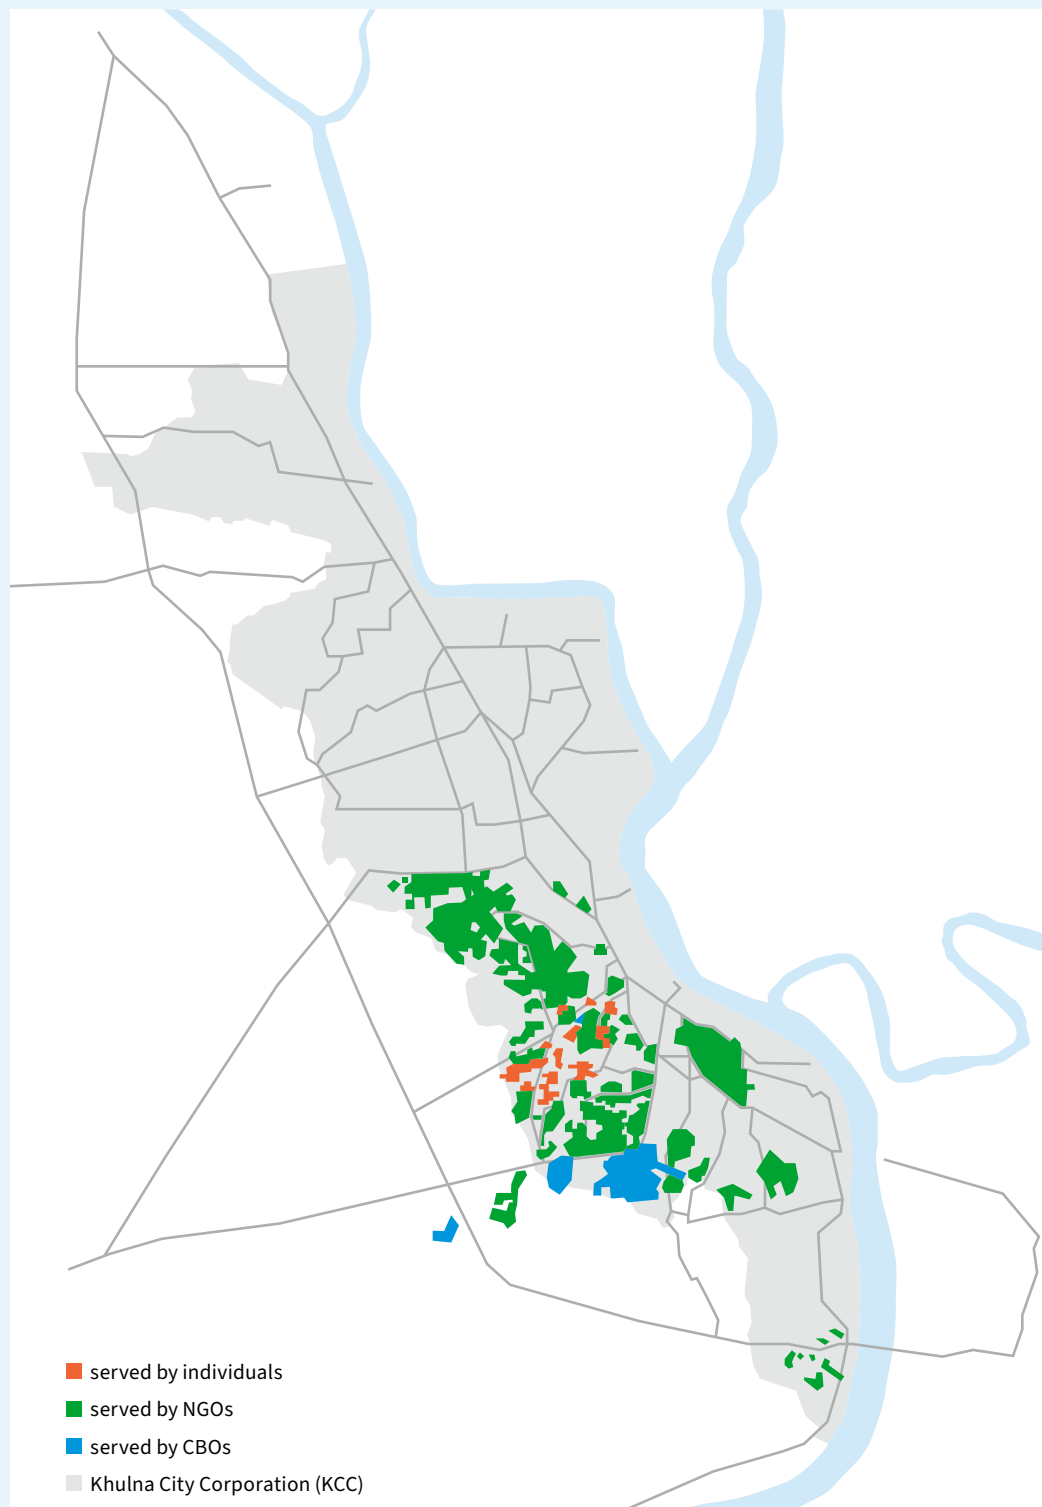 served by individuals
served by NGOs
served by CBOs
Khulna City Corporation (KCC)